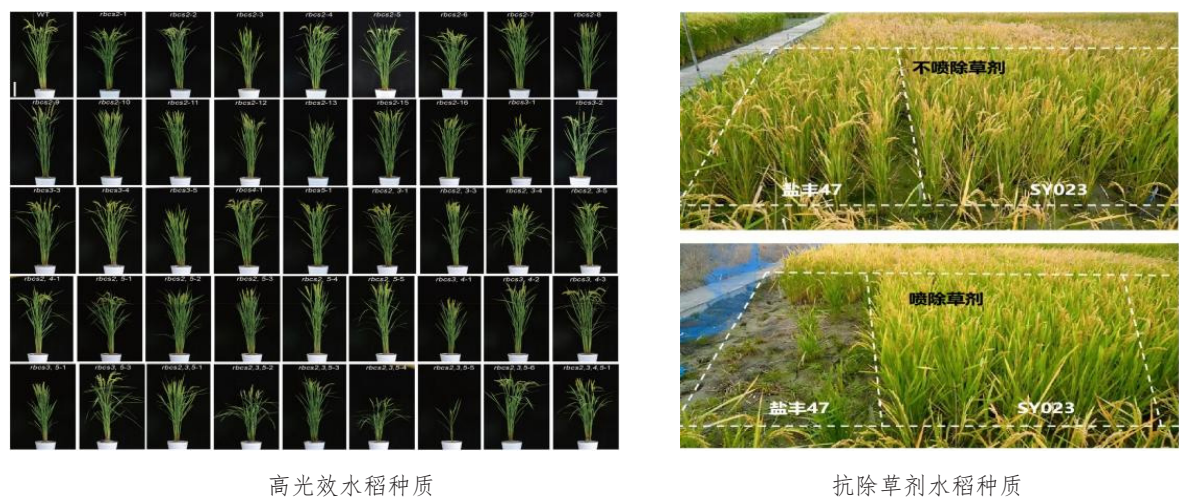 WT rbcs2-1 rbcs2-2 rbcs2-3 rbcs2-4 rbcs2-5 rbcs2-6 rbcs2-7 rbcs2-8
rbcs2-9 rbcs2-10 rbcs2-11 rbcs2-12 rbcs2-13 rbcs2-15 rbcs2-16 rbcs3-1 rbcs3-2
rbcs3-3 rbcs3-4 rbcs3-5 rbcs4-1 rbcs5-1 rbcs2, 3-1 rbcs2, 3-3 rbcs2, 3-4 rbcs2, 3-5
rbcs2, 4-1 rbcs2, 5-1 rbcs2, 5-2 rbcs2, 5-3 rbcs2, 5-4 rbcs2, 5-5 rbcs3, 4-1 rbcs3, 4-2 rbcs3, 4-3
rbcs3, 5-1 rbcs3, 5-3 rbcs2,3,5-1 rbcs2,3,5-2 rbcs2,3,5-3 rbcs2,3,5-4 rbcs2,3,5-5 rbcs2,3,5-6 rbcs2,3,4,5-1
高光效水稻种质
不喷除草剂
盐丰47 SY023
喷除草剂
盐丰47 SY023
抗除草剂水稻种质